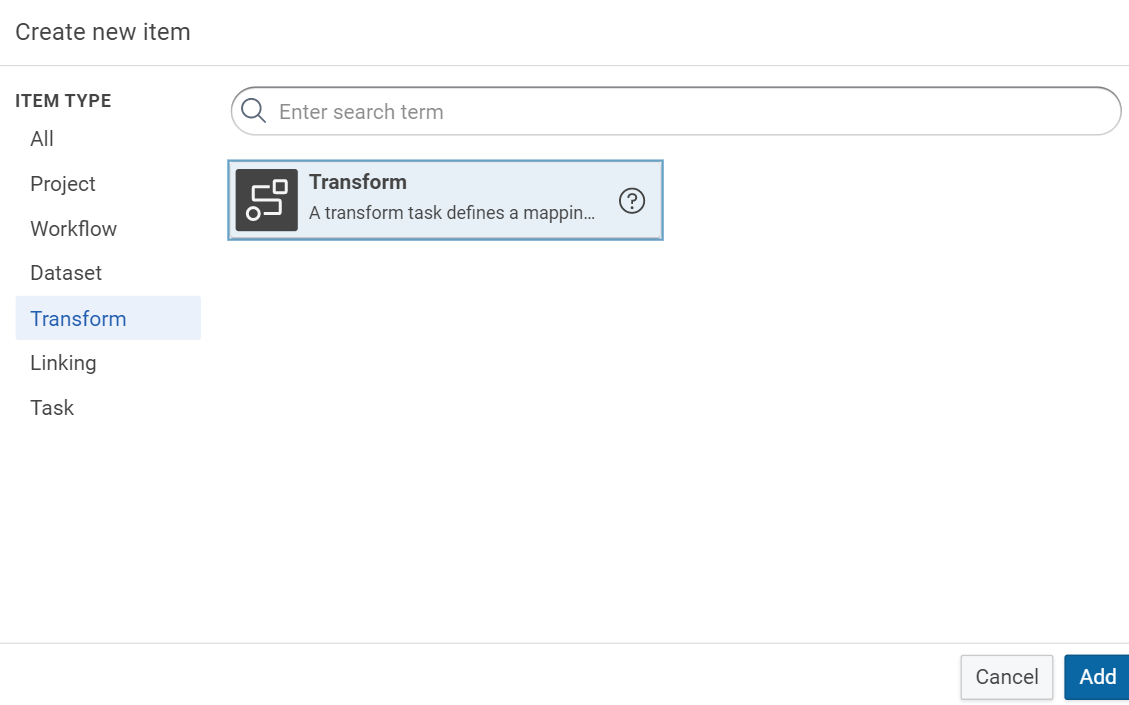 Create new item
ITEM TYPE
All
Project
Workflow
Dataset
Transform
Linking
Task
Enter search term
Transform
A transform task defines a mappin...
?
Cancel
Add